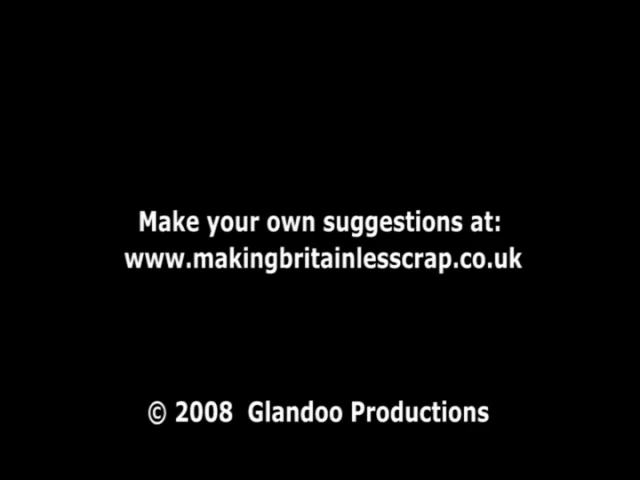 Make your own suggestions at:
www.makingbritainlesscrap.co.uk
© 2008 Glandoo Productions